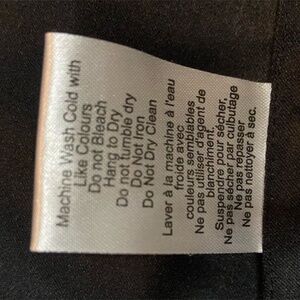 Machine Wash Cold with
Like Colours
Do not Bleach
Hang to Dry
Do not tumble dry
Do Not Iron
Do Not Dry Clean
Laver à la machine à l'eau
froide avec
couleurs semblables
Ne pas utiliser d'agent de
blanchiment.
Suspendre pour sécher,
Ne pas sécher par culbutage
Ne pas repasser
Ne pas nettoyer à sec.